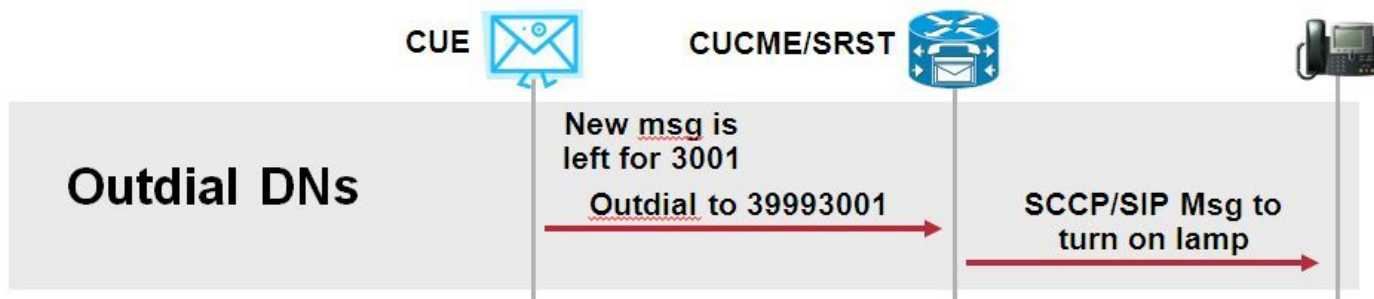 CUE
CUCME/SRST
New msg is
left for 3001
Outdial DNs
Outdial to 39993001
SCCP/SIP Msg to
turn on lamp